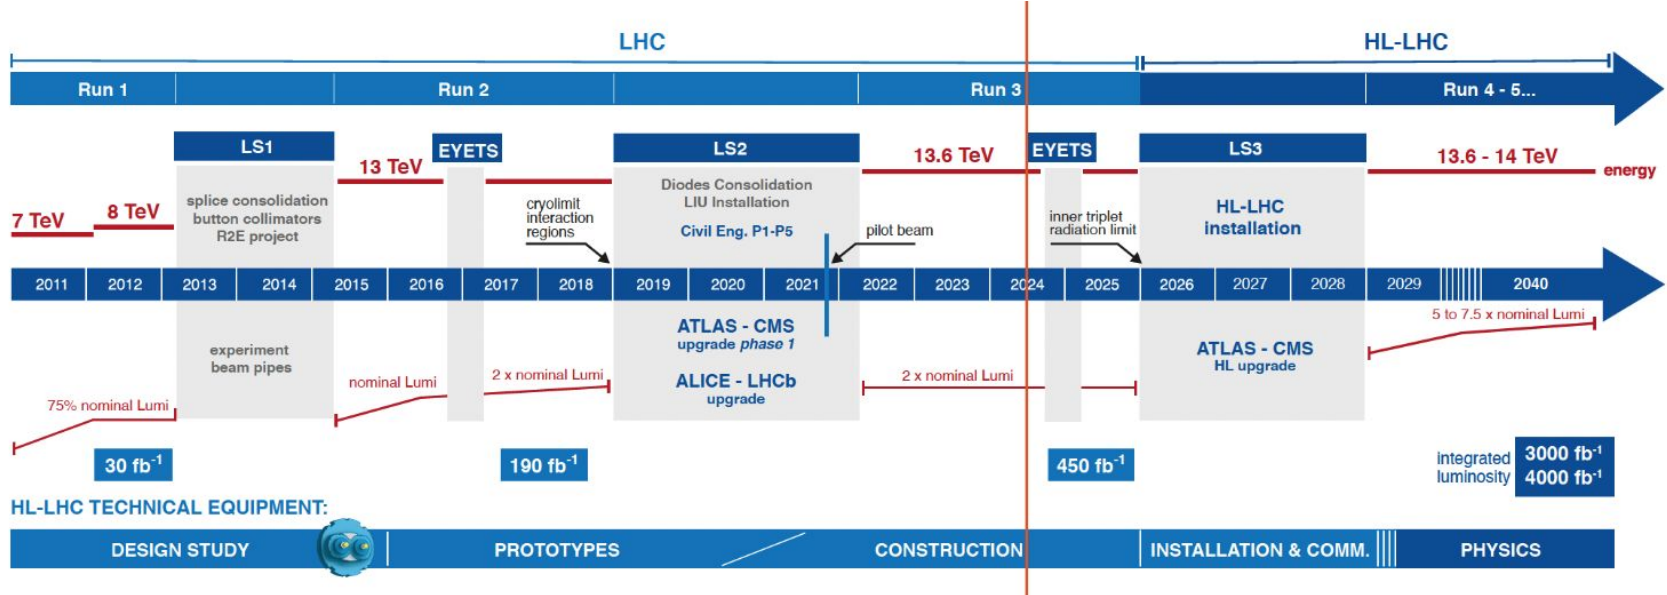 LHC
HL-LHC
Run 1
Run 2
Run 3
Run 4 - 5...
LS1
EYETS
LS2
EYETS
LS3
13 TeV
13.6 TeV
13.6 - 14 TeV
energy
7 TeV
8 TeV
splice consolidation
button collimators
R2E project
cryolimit
interaction
regions
Diodes Consolidation
LIU Installation
Civil Eng. P1-P5
pilot beam
inner triplet
radiation limit
HL-LHC
installation
2011
2012
2013
2014
2015
2016
2017
2018
2019
2020
2021
2022
2023
2024
2025
2026
2027
2028
2029
2040
5 to 7.5 x nominal Lumi
experiment
beam pipes
ATLAS - CMS
upgrade phase 1
ALICE - LHCb
upgrade
ATLAS - CMS
HL upgrade
75% nominal Lumi
nominal Lumi
2 x nominal Lumi
2 x nominal Lumi
30 fb⁻¹
190 fb⁻¹
450 fb⁻¹
integrated
luminosity
3000 fb⁻¹
4000 fb⁻¹
HL-LHC TECHNICAL EQUIPMENT:
DESIGN STUDY
PROTOTYPES
CONSTRUCTION
INSTALLATION & COMM.
PHYSICS